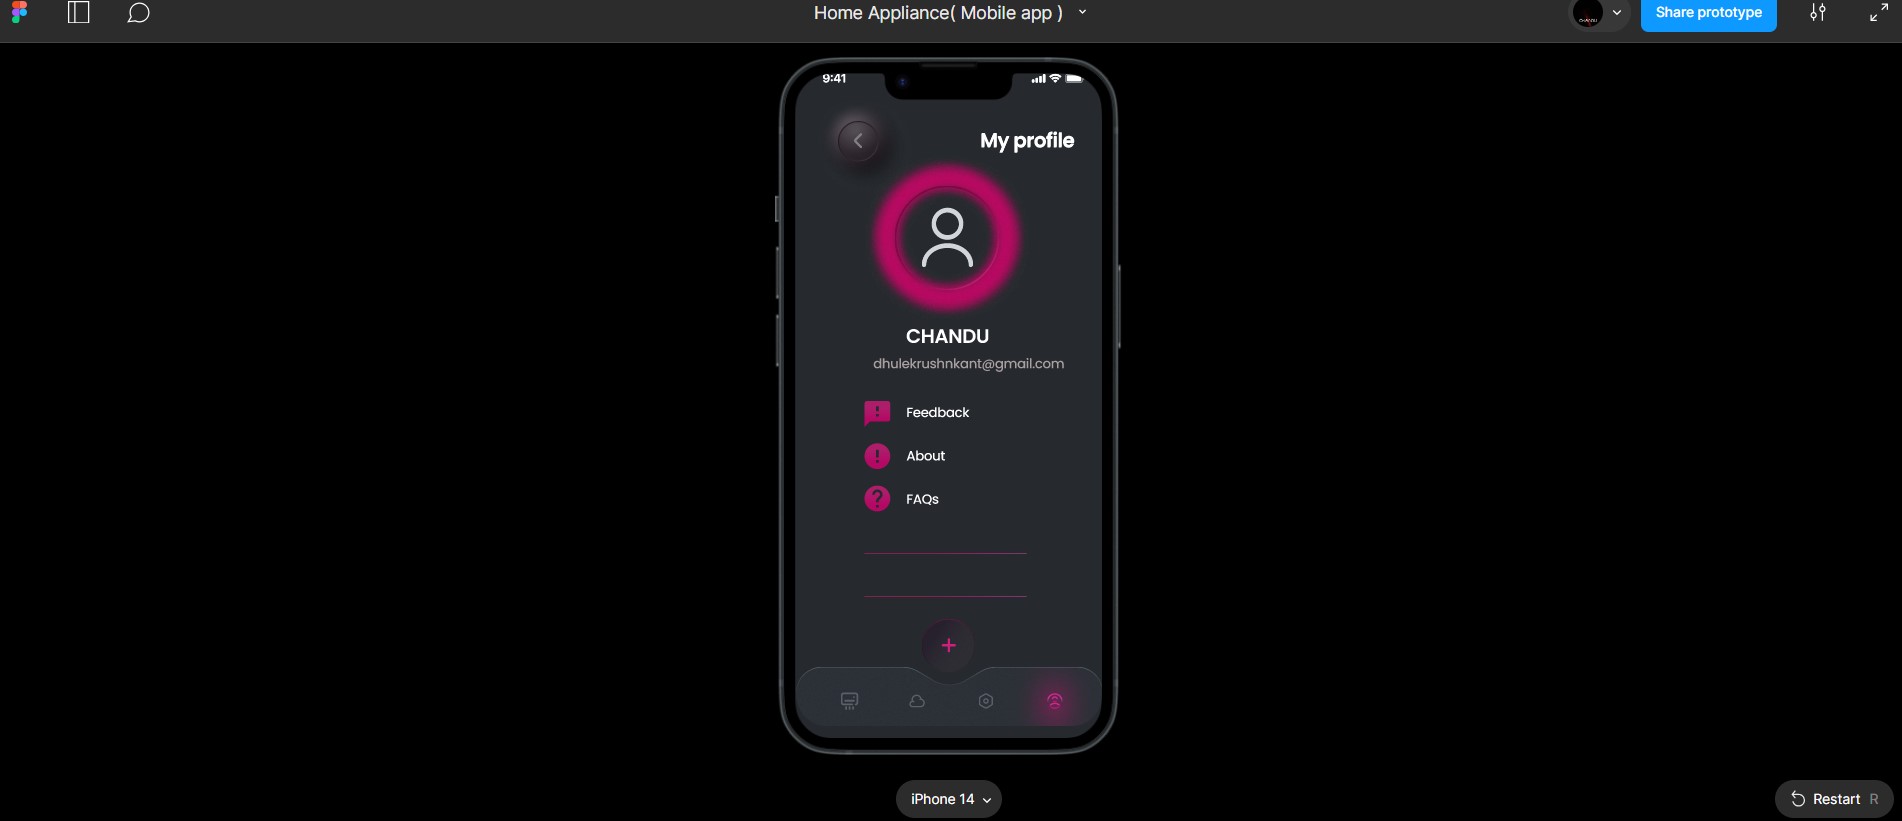 Home Appliance( Mobile app )
CHANDU
Share prototype
9:41
My profile
CHANDU
dhulekrushnkant@gmail.com
Feedback
About
FAQs
iPhone 14
Restart R